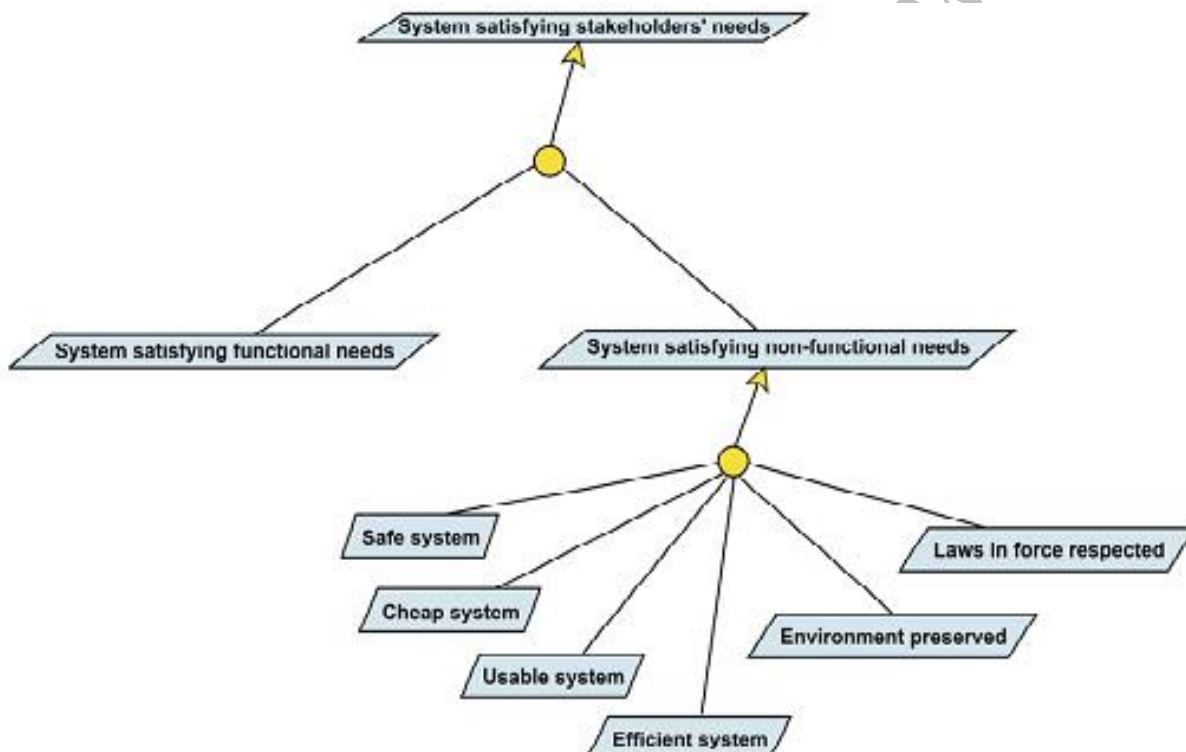 System satisfying stakeholders' needs
System satisfying functional needs
System satisfying non-functional needs
Safe system
Laws in force respected
Cheap system
Environment preserved
Usable system
Efficient system